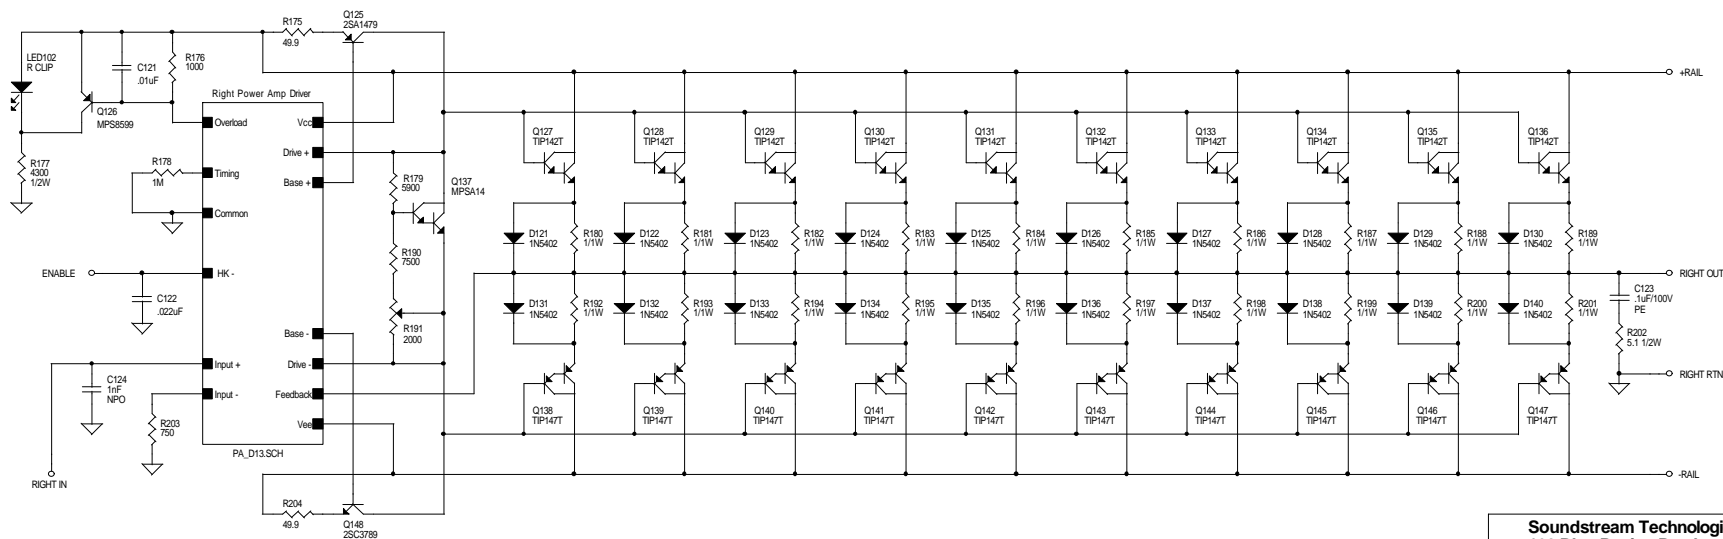 R175
49.9
Q125
2SA1479
LED102
R CLIP
C121
.01uF
R176
1000
+RAIL
Q126
MPS8599
Right Power Amp Driver
Overload
Vcc
Timing
Drive +
Base +
Common
HK -
Base -
Input +
Drive -
Input -
Feedback
Vee
PA_D13.SCH
R177
4300
1/2W
R178
1M
ENABLE
C122
.022uF
C124
1nF
NPO
R203
750
RIGHT IN
R179
5900
Q137
MPSA14
R190
7500
R191
2000
R204
49.9
Q148
2SC3789
Q127
TIP142T
Q128
TIP142T
Q129
TIP142T
Q130
TIP142T
Q131
TIP142T
Q132
TIP142T
Q133
TIP142T
Q134
TIP142T
Q135
TIP142T
Q136
TIP142T
D121
1N5402
R180
1/1W
D122
1N5402
R181
1/1W
D123
1N5402
R182
1/1W
D124
1N5402
R183
1/1W
D125
1N5402
R184
1/1W
D126
1N5402
R185
1/1W
D127
1N5402
R186
1/1W
D128
1N5402
R187
1/1W
D129
1N5402
R188
1/1W
D130
1N5402
R189
1/1W
RIGHT OUT
D131
1N5402
R192
1/1W
D132
1N5402
R193
1/1W
D133
1N5402
R194
1/1W
D134
1N5402
R195
1/1W
D135
1N5402
R196
1/1W
D136
1N5402
R197
1/1W
D137
1N5402
R198
1/1W
D138
1N5402
R199
1/1W
D139
1N5402
R200
1/1W
D140
1N5402
R201
1/1W
C123
.1uF/100V
PE
R202
5.1 1/2W
RIGHT RTN
Q138
TIP147T
Q139
TIP147T
Q140
TIP147T
Q141
TIP147T
Q142
TIP147T
Q143
TIP147T
Q144
TIP147T
Q145
TIP147T
Q146
TIP147T
Q147
TIP147T
-RAIL
Soundstream Technologi